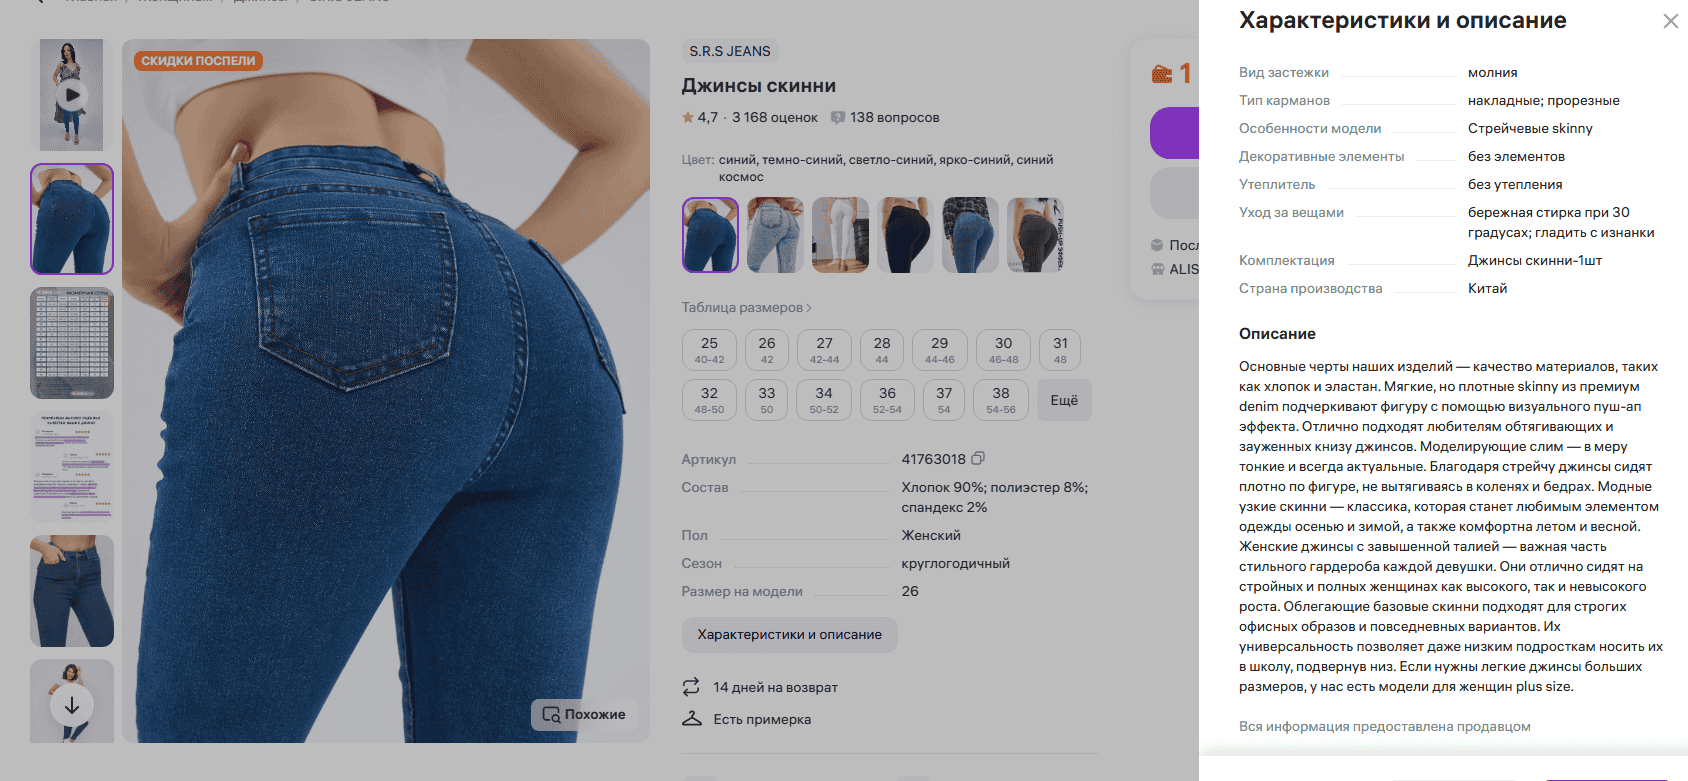 Характеристики и описание
СКИДКИ ПОСПЕЛИ
S.R.S JEANS
Джинсы скинни
4,7 · 3 168 оценок
138 вопросов
Цвет: синий, темно-синий, светло-синий, ярко-синий, синий
космос
Таблица размеров
25
40-42
26
42
27
42-44
28
44
29
44-46
30
46-48
31
48
32
48-50
33
50
34
50-52
36
52-54
37
54
38
54-56
Ещё
Артикул 41763018
Состав Хлопок 90%; полиэстер 8%;
спандекс 2%
Пол Женский
Сезон круглогодичный
Размер на модели 26
Характеристики и описание
14 дней на возврат
Есть примерка
Похожие
1
Посл
ALIS
Вид застежки молния
Тип карманов накладные; прорезные
Особенности модели Стрейчевые skinny
Декоративные элементы без элементов
Утеплитель без утепления
Уход за вещами бережная стирка при 30
градусах; гладить с изнанки
Комплектация Джинсы скинни-1шт
Страна производства Китай
Описание
Основные черты наших изделий — качество материалов, таких
как хлопок и эластан. Мягкие, но плотные skinny из премиум
denim подчеркивают фигуру с помощью визуального пуш-ап
эффекта. Отлично подходят любителям обтягивающих и
зауженных книзу джинсов. Моделирующие слим — в меру
тонкие и всегда актуальные. Благодаря стрейчу джинсы сидят
плотно по фигуре, не вытягиваясь в коленях и бедрах. Модные
узкие скинни — классика, которая станет любимым элементом
одежды осенью и зимой, а также комфортна летом и весной.
Женские джинсы с завышенной талией — важная часть
стильного гардероба каждой девушки. Они отлично сидят на
стройных и полных женщинах как высокого, так и невысокого
роста. Облегающие базовые скинни подходят для строгих
офисных образов и повседневных вариантов. Их
универсальность позволяет даже низким подросткам носить их
в школу, подвернув низ. Если нужны легкие джинсы больших
размеров, у нас есть модели для женщин plus size.
Вся информация предоставлена продавцом